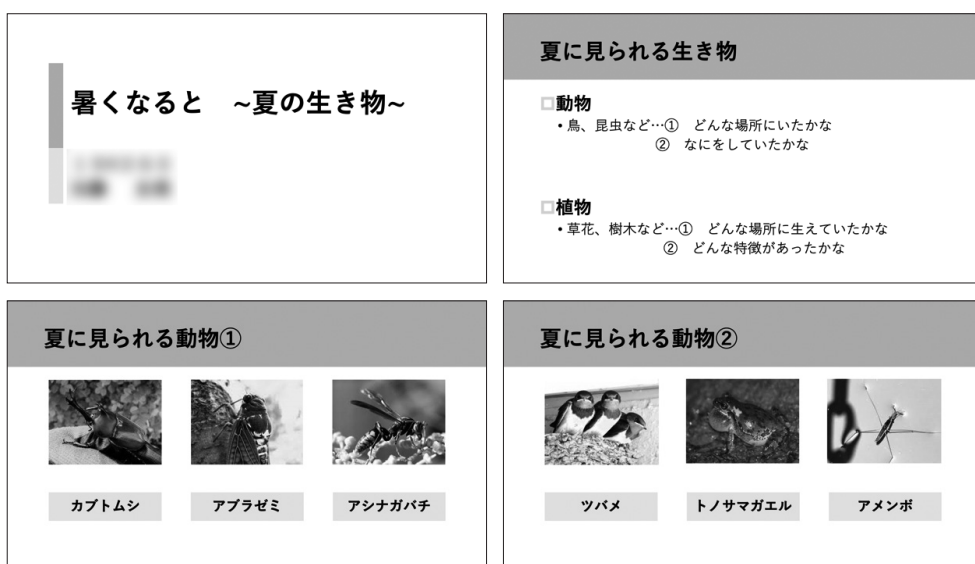 暑くなると　~夏の生き物~
夏に見られる生き物
□動物
・鳥、昆虫など…①　どんな場所にいたかな
②　なにをしていたかな
□植物
・草花、樹木など…①　どんな場所に生えていたかな
②　どんな特徴があったかな
夏に見られる動物①
カブトムシ
アブラゼミ
アシナガバチ
夏に見られる動物②
ツバメ
トノサマガエル
アメンボ